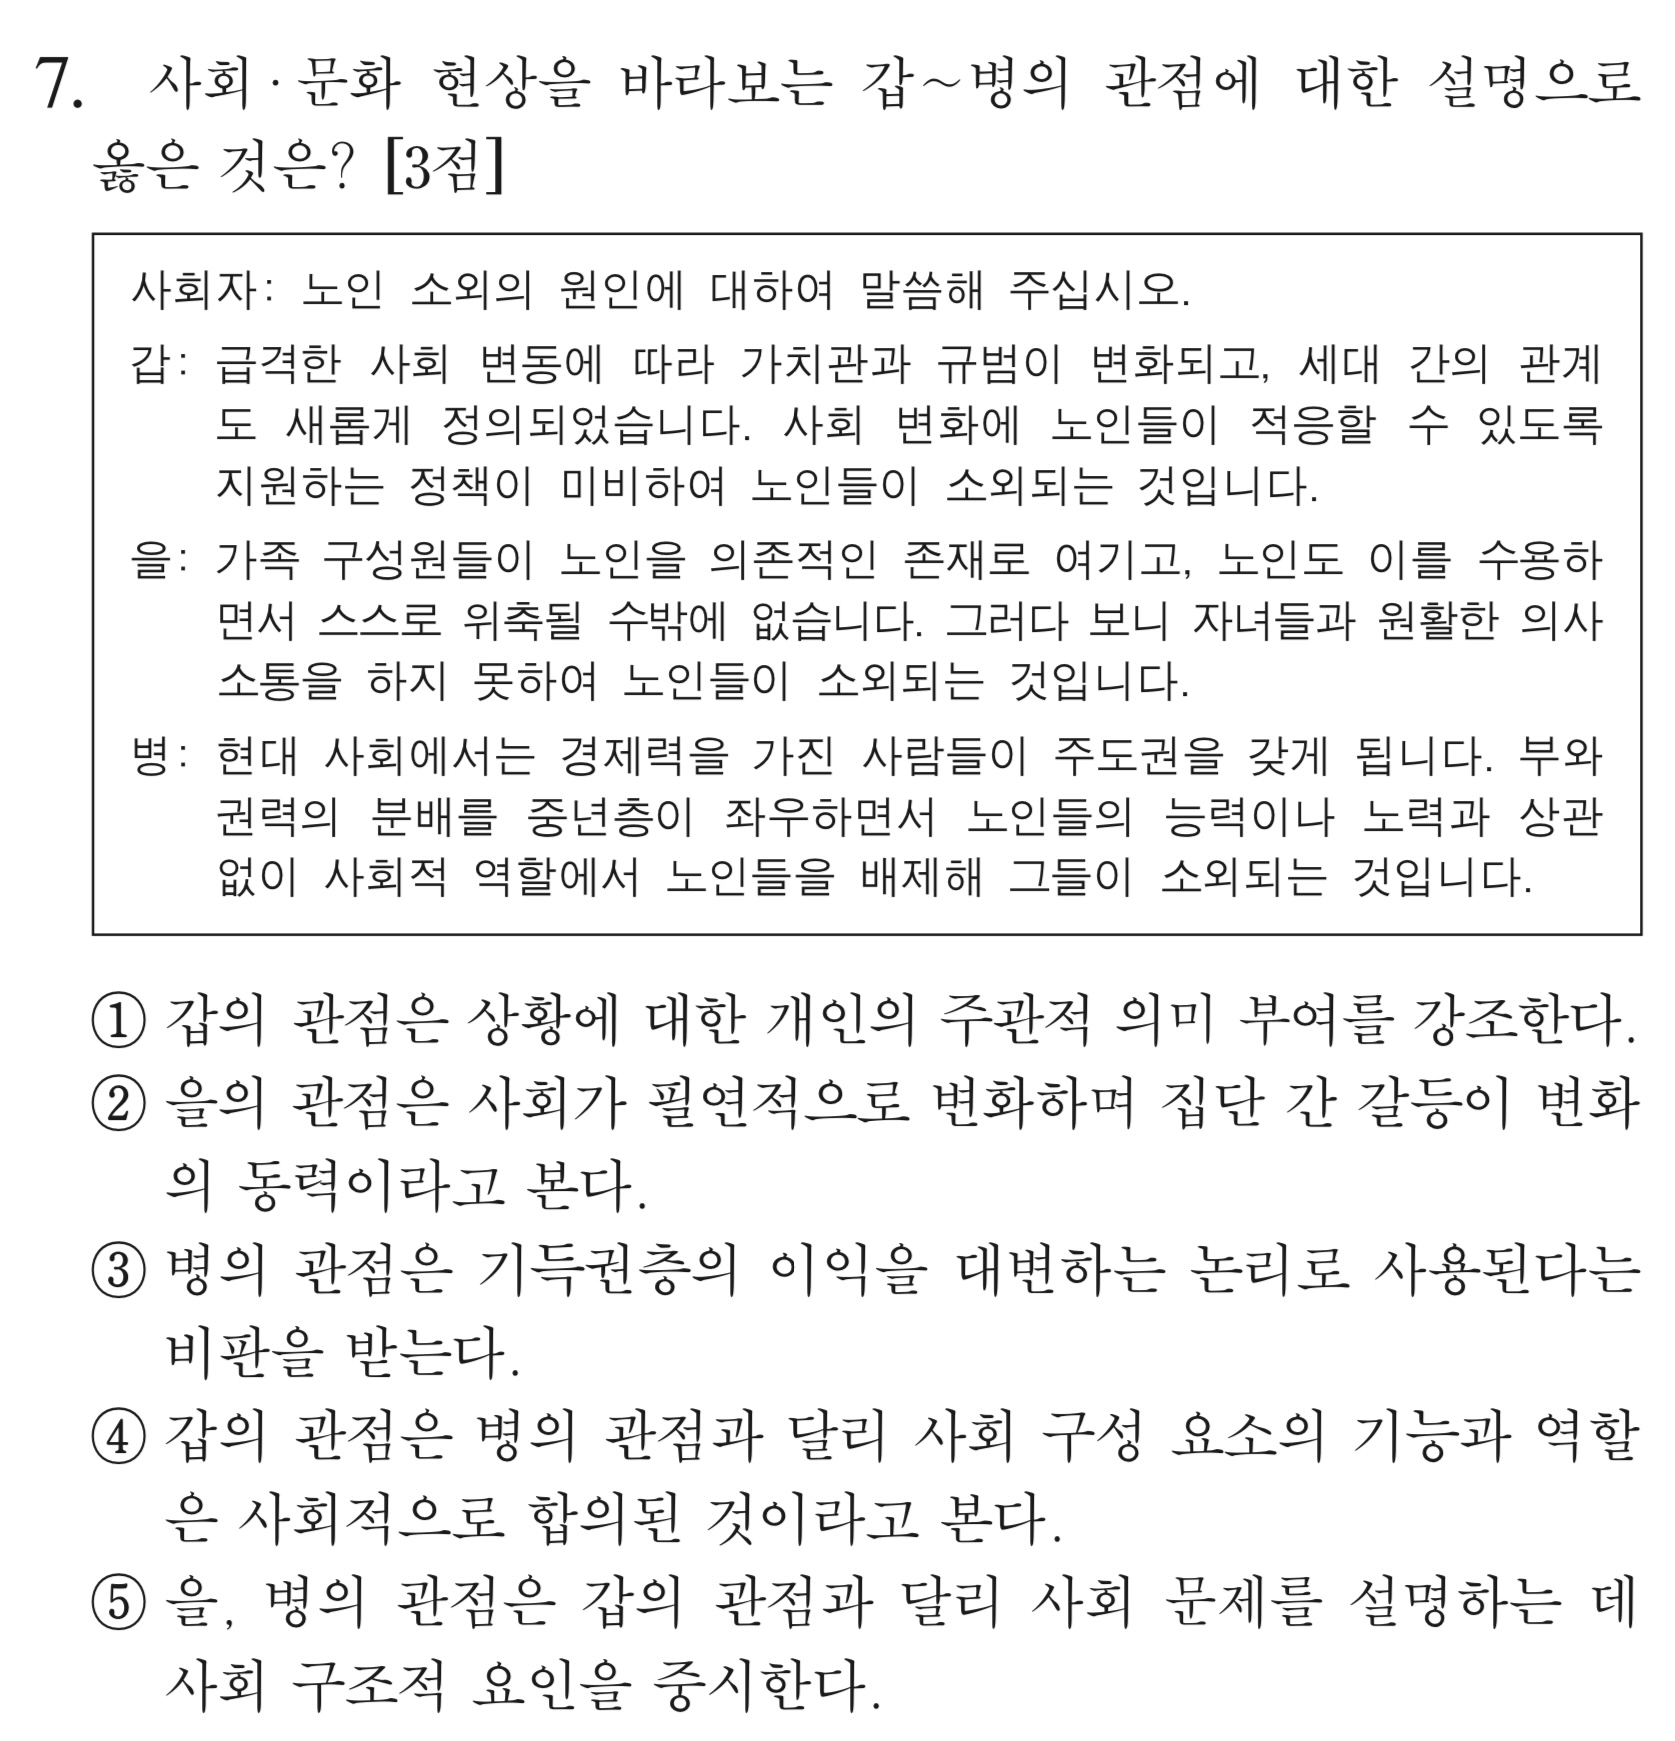 7. 사회·문화 현상을 바라보는 갑~병의 관점에 대한 설명으로
옳은 것은? [3점]
사회자: 노인 소외의 원인에 대하여 말씀해 주십시오.
갑: 급격한 사회 변동에 따라 가치관과 규범이 변화되고, 세대 간의 관계
도 새롭게 정의되었습니다. 사회 변화에 노인들이 적응할 수 있도록
지원하는 정책이 미비하여 노인들이 소외되는 것입니다.
을: 가족 구성원들이 노인을 의존적인 존재로 여기고, 노인도 이를 수용하
면서 스스로 위축될 수밖에 없습니다. 그러다 보니 자녀들과 원활한 의사
소통을 하지 못하여 노인들이 소외되는 것입니다.
병: 현대 사회에서는 경제력을 가진 사람들이 주도권을 갖게 됩니다. 부와
권력의 분배를 중년층이 좌우하면서 노인들의 능력이나 노력과 상관
없이 사회적 역할에서 노인들을 배제해 그들이 소외되는 것입니다.
① 갑의 관점은 상황에 대한 개인의 주관적 의미 부여를 강조한다.
② 을의 관점은 사회가 필연적으로 변화하며 집단 간 갈등이 변화
의 동력이라고 본다.
③ 병의 관점은 기득권층의 이익을 대변하는 논리로 사용된다는
비판을 받는다.
④ 갑의 관점은 병의 관점과 달리 사회 구성 요소의 기능과 역할
은 사회적으로 합의된 것이라고 본다.
⑤ 을, 병의 관점은 갑의 관점과 달리 사회 문제를 설명하는 데
사회 구조적 요인을 중시한다.